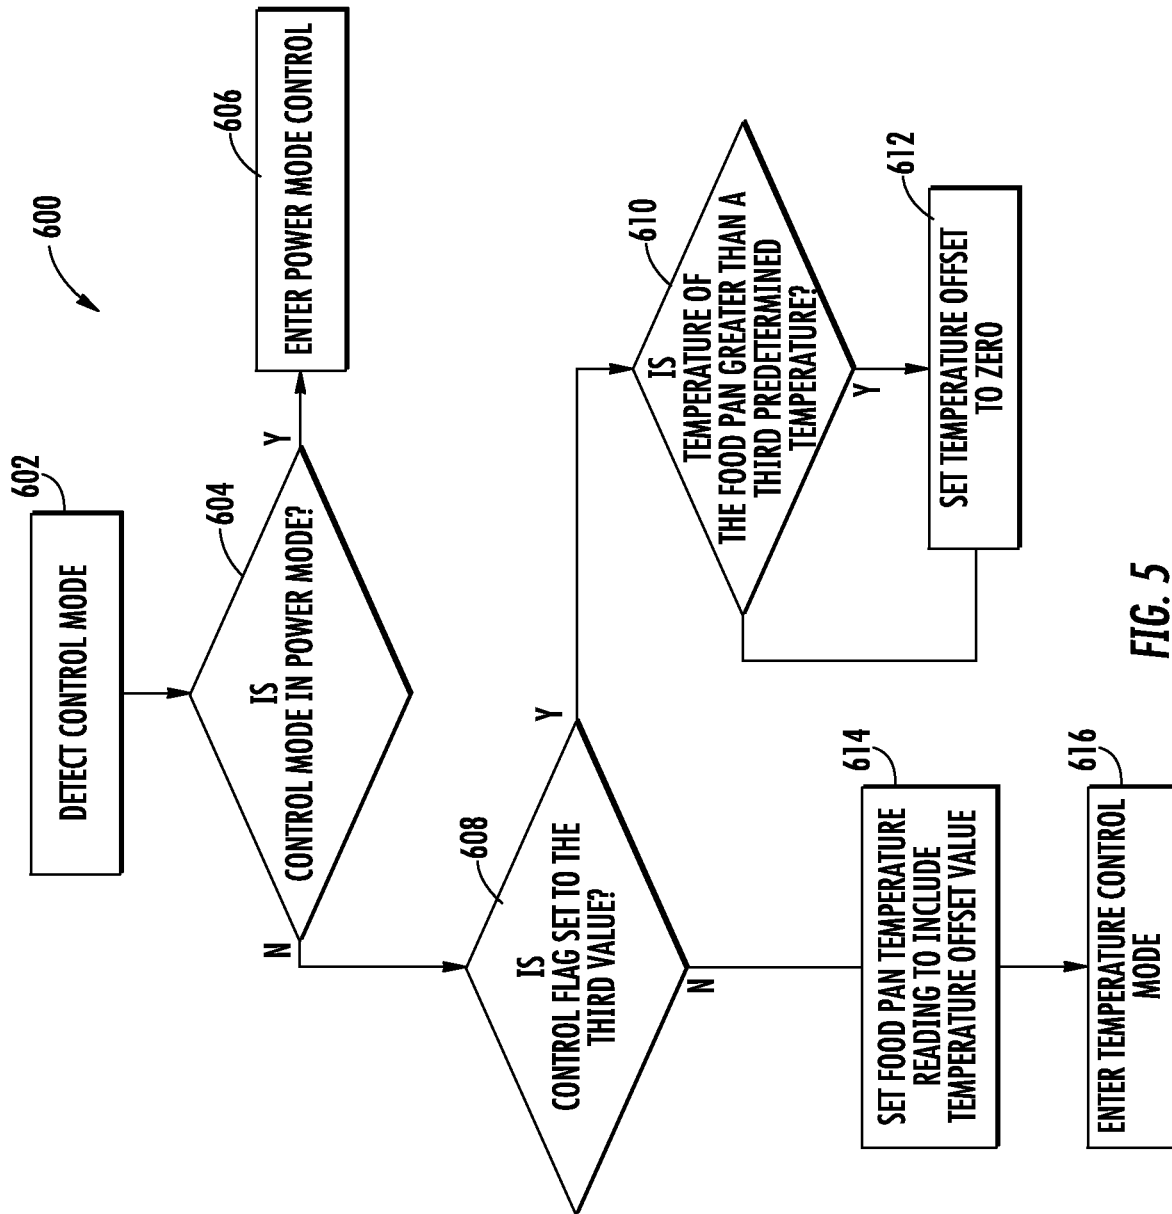 600
602
DETECT CONTROL MODE
604
IS
CONTROL MODE IN POWER MODE?
Y
N
606
ENTER POWER MODE CONTROL
608
IS
CONTROL FLAG SET TO THE
THIRD VALUE?
Y
N
610
IS
TEMPERATURE OF
THE FOOD PAN GREATER THAN A
THIRD PREDETERMINED
TEMPERATURE?
Y
612
SET TEMPERATURE OFFSET
TO ZERO
614
SET FOOD PAN TEMPERATURE
READING TO INCLUDE
TEMPERATURE OFFSET VALUE
616
ENTER TEMPERATURE CONTROL
MODE
FIG. 5